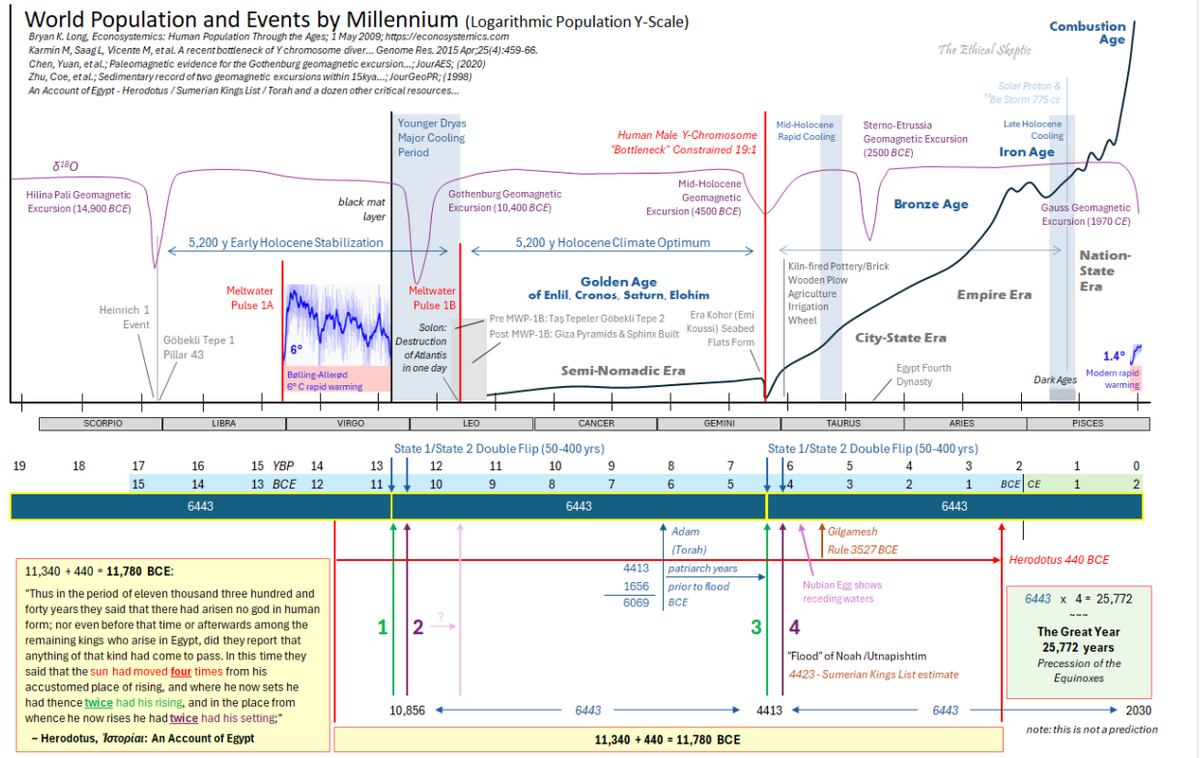 World Population and Events by Millennium (Logarithmic Population Y-Scale)
Bryan K. Long, Econosystemics: Human Population Through the Ages; 1 May 2009; https://econosystemics.com
Karmin M, Saag L, Vicente M, et al. A recent bottleneck of Y chromosome diver... Genome Res. 2015 Apr;25(4):459-66.
Chen, Yuan, et al.; Paleomagnetic evidence for the Gothenburg geomagnetic excursion...; JourAES; (2020)
Zhu, Coe, et al.; Sedimentary record of two geomagnetic excursions within 15kya...; JourGeoPR; (1998)
An Account of Egypt - Herodotus / Sumerian Kings List / Torah and a dozen other critical resources...
The Ethical Skeptic
Combustion
Age
Solar Proton &
¹⁰Be Storm 775 CE
Younger Dryas
Major Cooling
Period
Human Male Y-Chromosome
"Bottleneck" Constrained 19:1
Mid-Holocene
Rapid Cooling
Sterno-Etrussia
Geomagnetic Excursion
(2500 BCE)
Late Holocene
Cooling
Iron Age
δ¹⁸O
Hilina Pali Geomagnetic
Excursion (14,900 BCE)
black mat
layer
Gothenburg Geomagnetic
Excursion (10,400 BCE)
Mid-Holocene
Geomagnetic
Excursion (4500 BCE)
Bronze Age
Gauss Geomagnetic
Excursion (1970 CE)
5,200 y Early Holocene Stabilization
5,200 y Holocene Climate Optimum
Nation-
State
Era
Kiln-fired Pottery/Brick
Wooden Plow
Agriculture
Irrigation
Wheel
Golden Age
of Enlil, Cronos, Saturn, Elohim
Empire Era
Meltwater
Pulse 1A
Meltwater
Pulse 1B
Heinrich 1
Event
Göbekli Tepe 1
Pillar 43
6°
Bølling-Allerød
6° C rapid warming
Solon:
Destruction
of Atlantis
in one day
Pre MWP-1B: Taş Tepeler Göbekli Tepe 2
Post MWP-1B: Giza Pyramids & Sphinx Built
Era Kohor (Emi
Koussi) Seabed
Flats Form
City-State Era
Semi-Nomadic Era
Egypt Fourth
Dynasty
Dark Ages
1.4°
Modern rapid
warming
SCORPIO LIBRA VIRGO LEO CANCER GEMINI TAURUS ARIES PISCES
State 1/State 2 Double Flip (50-400 yrs)
State 1/State 2 Double Flip (50-400 yrs)
19 18 17 16 15 YBP 14 13 12 11 10 9 8 7 6 5 4 3 2 1 0
15 14 13 BCE 12 11 10 9 8 7 6 5 4 3 2 1 BCE CE 1 2
6443 6443 6443
Adam
(Torah)
4413 patriarch years
1656 prior to flood
6069 BCE
Gilgamesh
Rule 3527 BCE
Herodotus 440 BCE
Nubian Egg shows
receding waters
11,340 + 440 = 11,780 BCE:
"Thus in the period of eleven thousand three hundred and
forty years they said that there had arisen no god in human
form; nor even before that time or afterwards among the
remaining kings who arise in Egypt, did they report that
anything of that kind had come to pass. In this time they
said that the sun had moved four times from his
accustomed place of rising, and where he now sets he
had thence twice had his rising, and in the place from
whence he now rises he had twice had his setting;"
~ Herodotus, Ἱστορίαι: An Account of Egypt
1 2 ? 3 4
"Flood" of Noah /Utnapishtim
4423 - Sumerian Kings List estimate
6443 x 4 = 25,772
~~~
The Great Year
25,772 years
Precession of the
Equinoxes
10,856 6443 4413 6443 2030
note: this is not a prediction
11,340 + 440 = 11,780 BCE